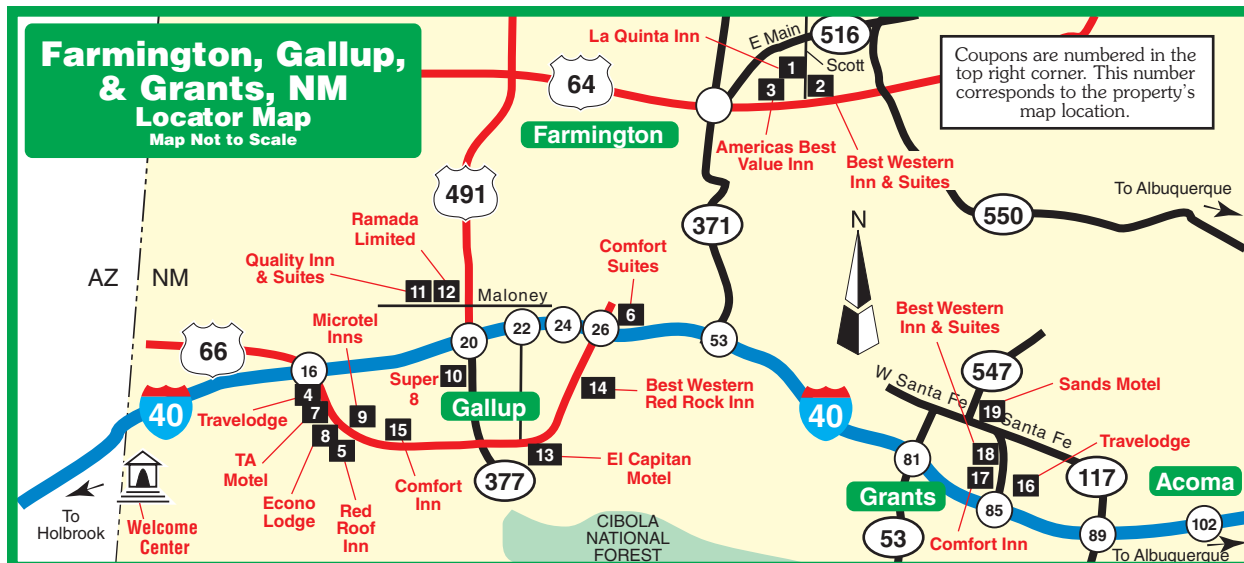 Farmington, Gallup,
& Grants, NM
Locator Map
Map Not to Scale
Coupons are numbered in the
top right corner. This number
corresponds to the property's
map location.
La Quinta Inn
E Main
516
Scott
1
2
3
64
Farmington
Americas Best
Value Inn
Best Western
Inn & Suites
491
371
550
To Albuquerque
N
Ramada
Limited
Quality Inn
& Suites
11
12
Maloney
Comfort
Suites
6
AZ
NM
Microtel
Inns
66
16
20
22
24
26
53
Super
8
10
Gallup
14
Best Western
Red Rock Inn
40
40
4
Travelodge
7
9
8
5
15
TA
Motel
Econo
Lodge
Red
Roof
Inn
Comfort
Inn
377
13
El Capitan
Motel
Best Western
Inn & Suites
547
W Santa Fe
Santa Fe
Sands Motel
19
18
17
16
Travelodge
81
85
89
102
117
Grants
Acoma
53
Comfort Inn
To Albuquerque
To
Holbrook
Welcome
Center
CIBOLA
NATIONAL
FOREST